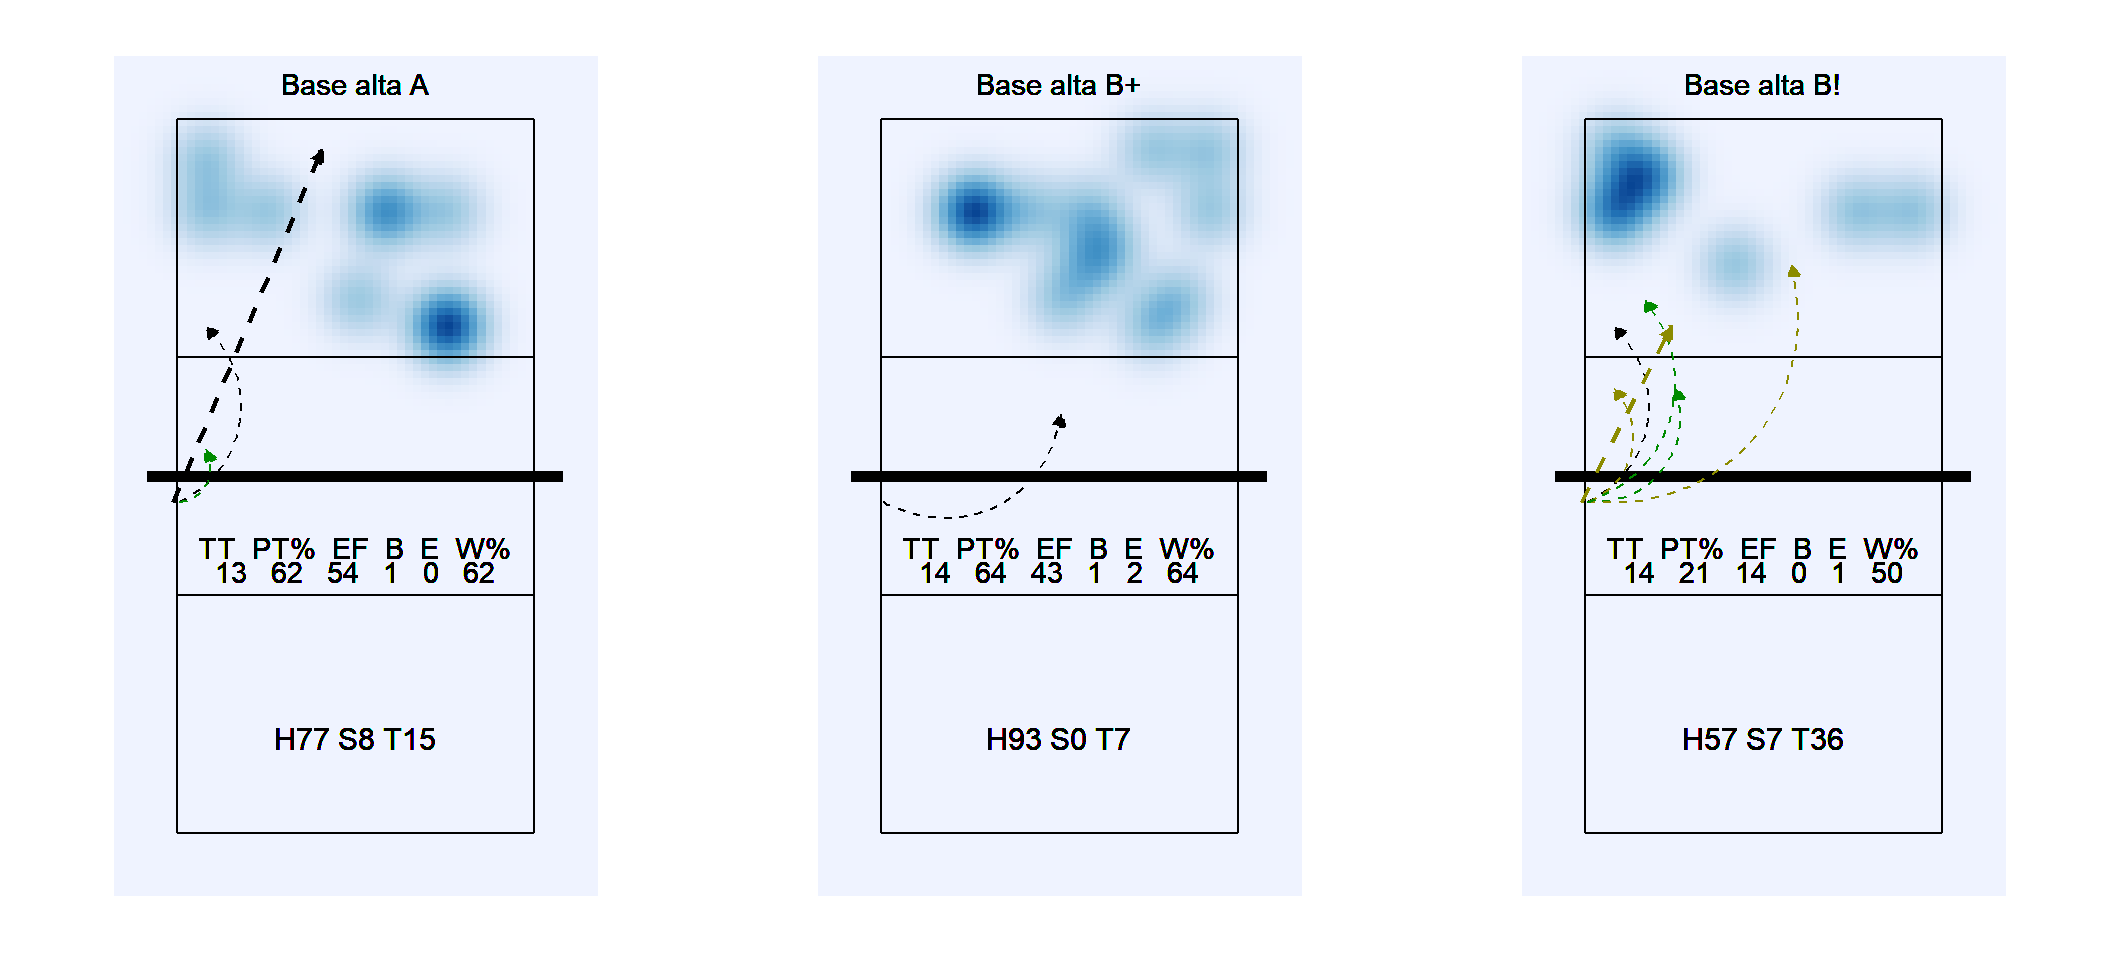 Base alta A
TT PT% EF B E W%
13 62 54 1 0 62
H77 S8 T15
Base alta B+
TT PT% EF B E W%
14 64 43 1 2 64
H93 S0 T7
Base alta B!
TT PT% EF B E W%
14 21 14 0 1 50
H57 S7 T36